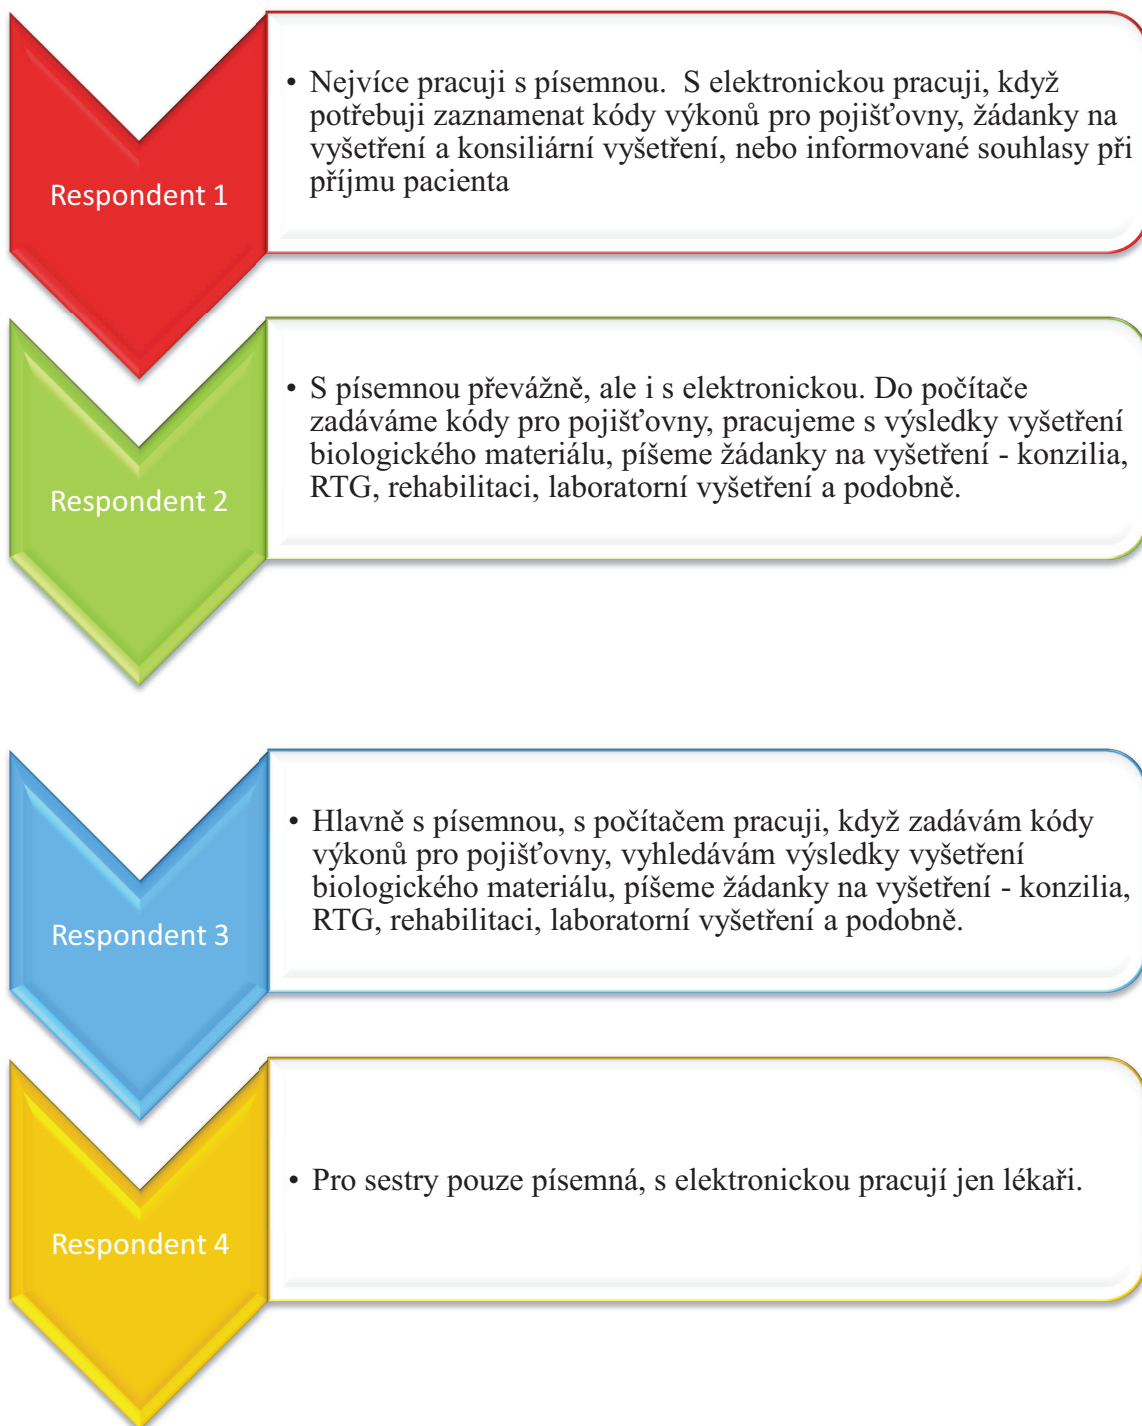 Respondent 1
• Nejvíce pracuji s písemnou.  S elektronickou pracuji, když
potřebuji zaznamenat kódy výkonů pro pojišťovny, žádanky na
vyšetření a konsiliární vyšetření, nebo informované souhlasy při
příjmu pacienta
Respondent 2
• S písemnou převážně, ale i s elektronickou. Do počítače
zadáváme kódy pro pojišťovny, pracujeme s výsledky vyšetření
biologického materiálu, píšeme žádanky na vyšetření - konzilia,
RTG, rehabilitaci, laboratorní vyšetření a podobně.
Respondent 3
• Hlavně s písemnou, s počítačem pracuji, když zadávám kódy
výkonů pro pojišťovny, vyhledávám výsledky vyšetření
biologického materiálu, píšeme žádanky na vyšetření - konzilia,
RTG, rehabilitaci, laboratorní vyšetření a podobně.
Respondent 4
• Pro sestry pouze písemná, s elektronickou pracují jen lékaři.